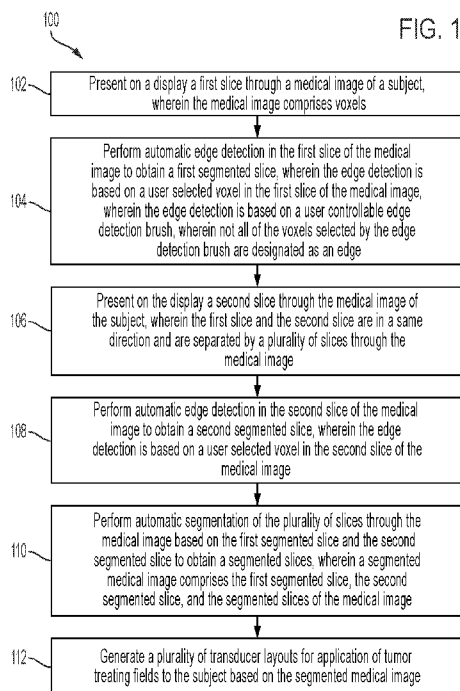 100
FIG. 1
102
Present on a display a first slice through a medical image of a subject,
wherein the medical image comprises voxels
104
Perform automatic edge detection in the first slice of the medical
image to obtain a first segmented slice, wherein the edge detection is
based on a user selected voxel in the first slice of the medical image,
wherein the edge detection is based on a user controllable edge
detection brush, wherein not all of the voxels selected by the edge
detection brush are designated as an edge
106
Present on the display a second slice through the medical image of
the subject, wherein the first slice and the second slice are in a same
direction and are separated by a plurality of slices through the
medical image
108
Perform automatic edge detection in the second slice of the medical
image to obtain a second segmented slice, wherein the edge
detection is based on a user selected voxel in the second slice of the
medical image
110
Perform automatic segmentation of the plurality of slices through the
medical image based on the first segmented slice and the second
segmented slice to obtain a segmented slices, wherein a segmented
medical image comprises the first segmented slice, the second
segmented slice, and the segmented slices of the medical image
112
Generate a plurality of transducer layouts for application of tumor
treating fields to the subject based on the segmented medical image